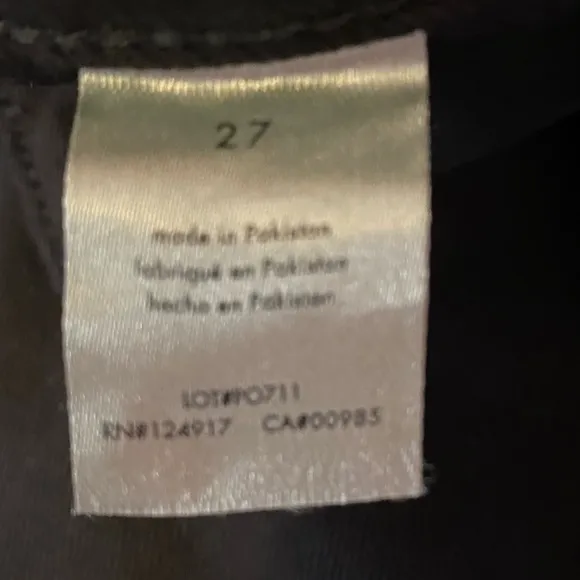 27
made in Pakistan
fabriqué en Pakistan
hecho en Pakistan
LOT#PO711
RN#124917 CA#00985